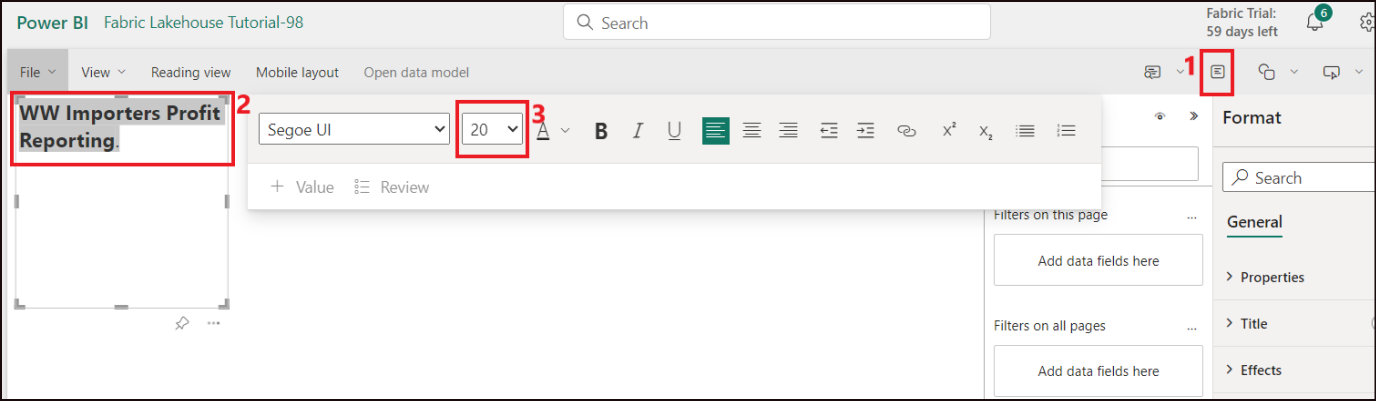 Power BI Fabric Lakehouse Tutorial-98
Search
Fabric Trial:
59 days left
6
File View Reading view Mobile layout Open data model
1
WW Importers Profit
Reporting.
2
Segoe UI
20
3
A B I U x² x₂
+ Value Review
Format
Search
General
Properties
Title
Effects
Filters on this page ...
Add data fields here
Filters on all pages ...
Add data fields here